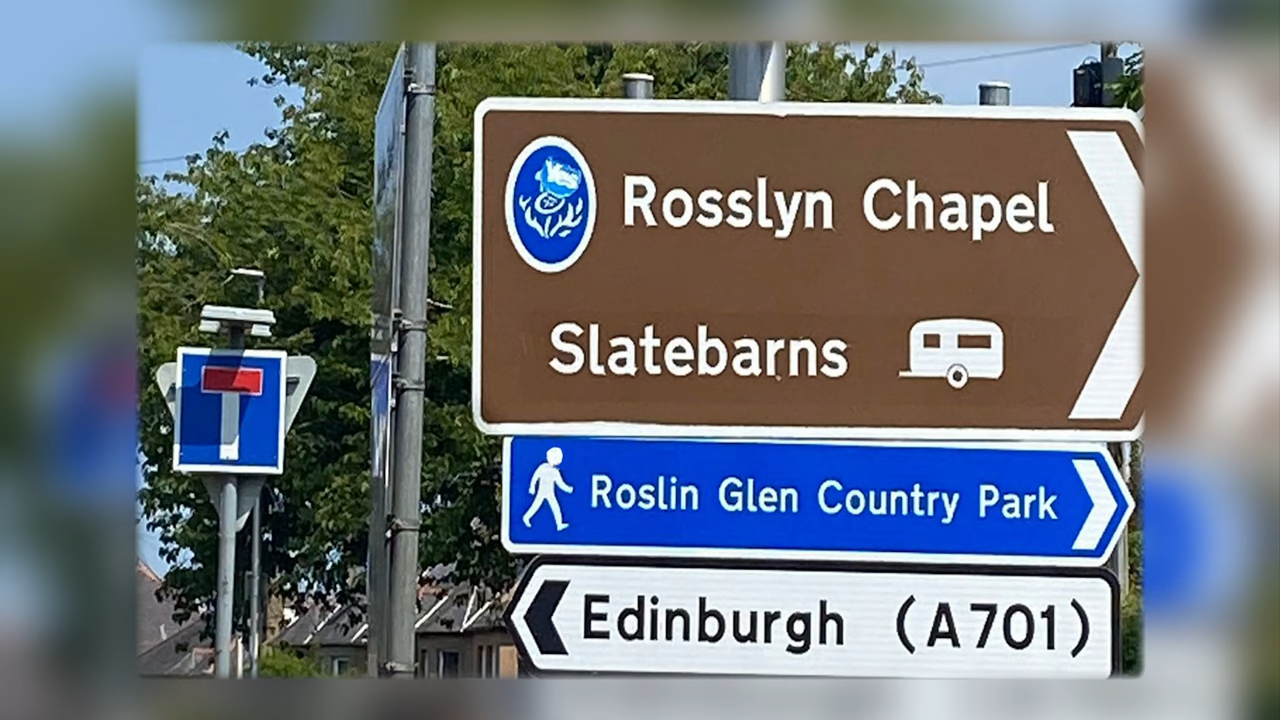 Rosslyn Chapel
Slatebarns
Roslin Glen Country Park
Edinburgh (A701)